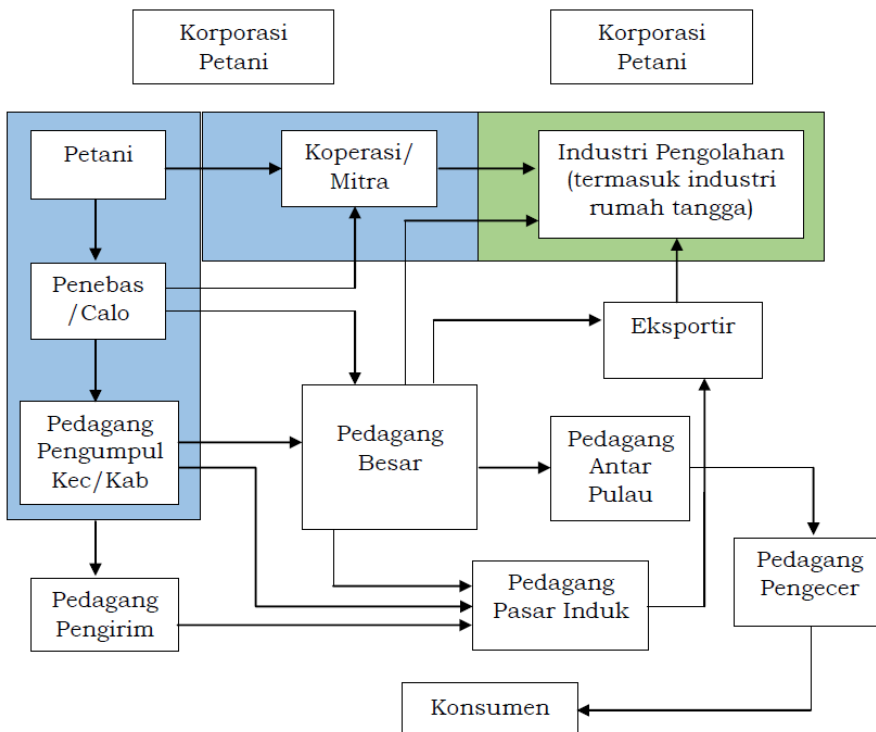 Korporasi
Petani
Korporasi
Petani
Petani
Koperasi/
Mitra
Industri Pengolahan
(termasuk industri
rumah tangga)
Penebas
/Calo
Eksportir
Pedagang
Pengumpul
Kec/Kab
Pedagang
Besar
Pedagang
Antar
Pulau
Pedagang
Pengirim
Pedagang
Pasar Induk
Pedagang
Pengecer
Konsumen